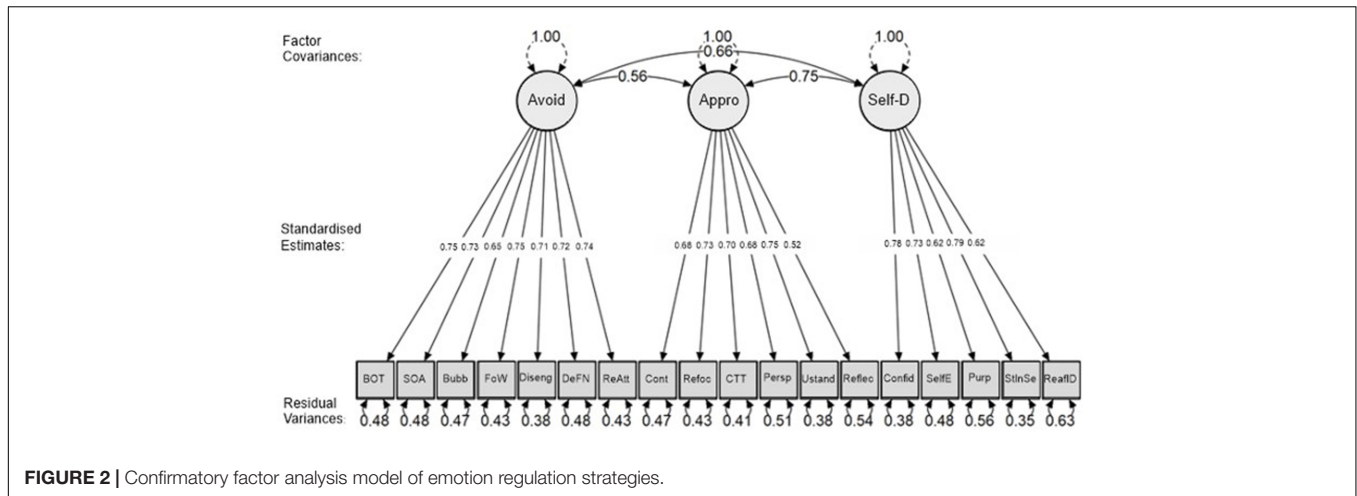 Factor
Covariances:
1.00 1.00 1.00
0.66
0.56 0.75
Avoid Appro Self-D
Standardised
Estimates:
0.75 0.73 0.65 0.75 0.71 0.72 0.74 0.68 0.73 0.70 0.68 0.75 0.52 0.78 0.73 0.62 0.79 0.62
BOT SOA Bubb FoW Diseng DeFN ReAtt Cont Refoc CTT Persp Ustand Reflec Confid SelfE Purp StInSe ReafID
Residual
Variances:
0.48 0.48 0.47 0.43 0.38 0.48 0.43 0.47 0.43 0.41 0.51 0.38 0.54 0.38 0.48 0.56 0.35 0.63
FIGURE 2 | Confirmatory factor analysis model of emotion regulation strategies.